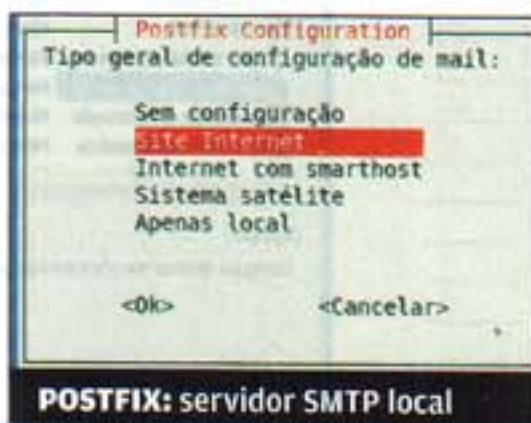 Postfix Configuration
Tipo geral de configuração de mail:
Sem configuração
Site Internet
Internet com smarthost
Sistema satélite
Apenas local
<Ok> <Cancelar>
POSTFIX: servidor SMTP local